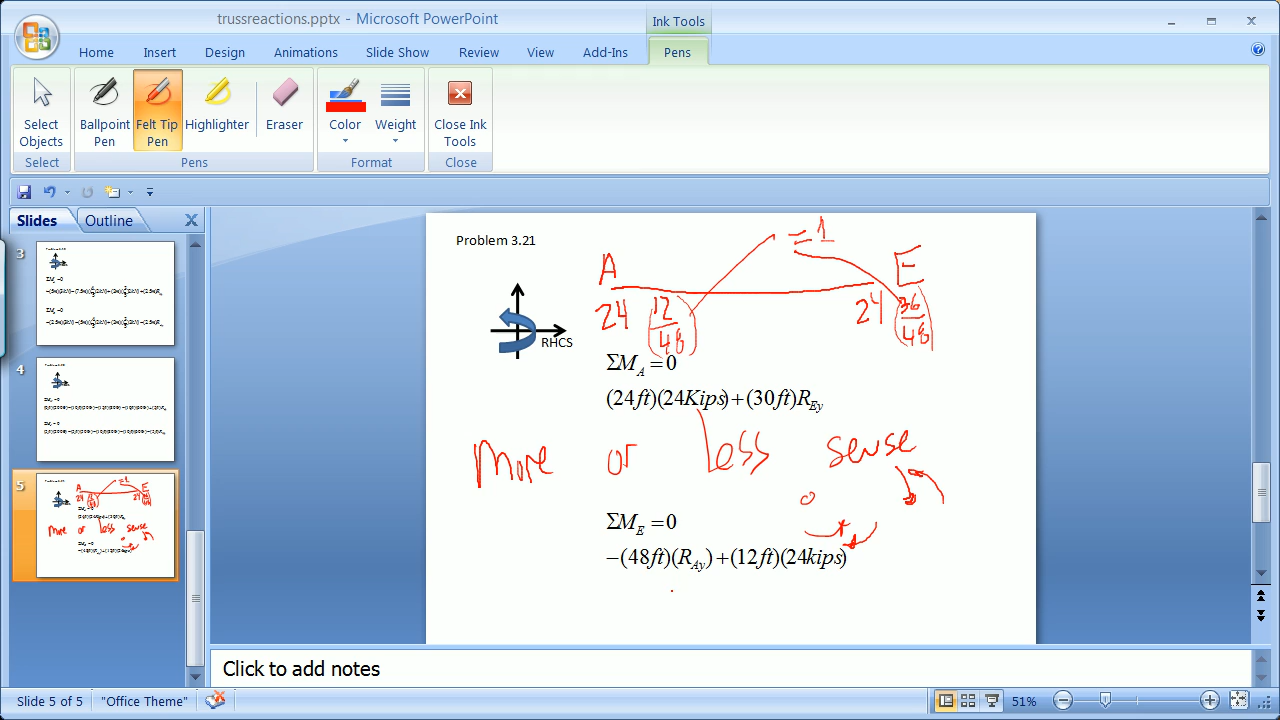 trussreactions.pptx - Microsoft PowerPoint
Ink Tools
Home Insert Design Animations Slide Show Review View Add-Ins Pens
Select Objects
Ballpoint Pen
Felt Tip Pen
Highlighter
Eraser
Color
Weight
Close Ink Tools
Select Pens Format Close
Slides Outline
3
4
5
Problem 3.21
=1
A E
24 (12/48) 24 (36/48)
RHCS
ΣM_A = 0
(24ft)(24Kips)+(30ft)R_Ey
More or less sense
ΣM_E = 0
−(48ft)(R_Ay)+(12ft)(24kips)
Click to add notes
Slide 5 of 5 "Office Theme" 51%